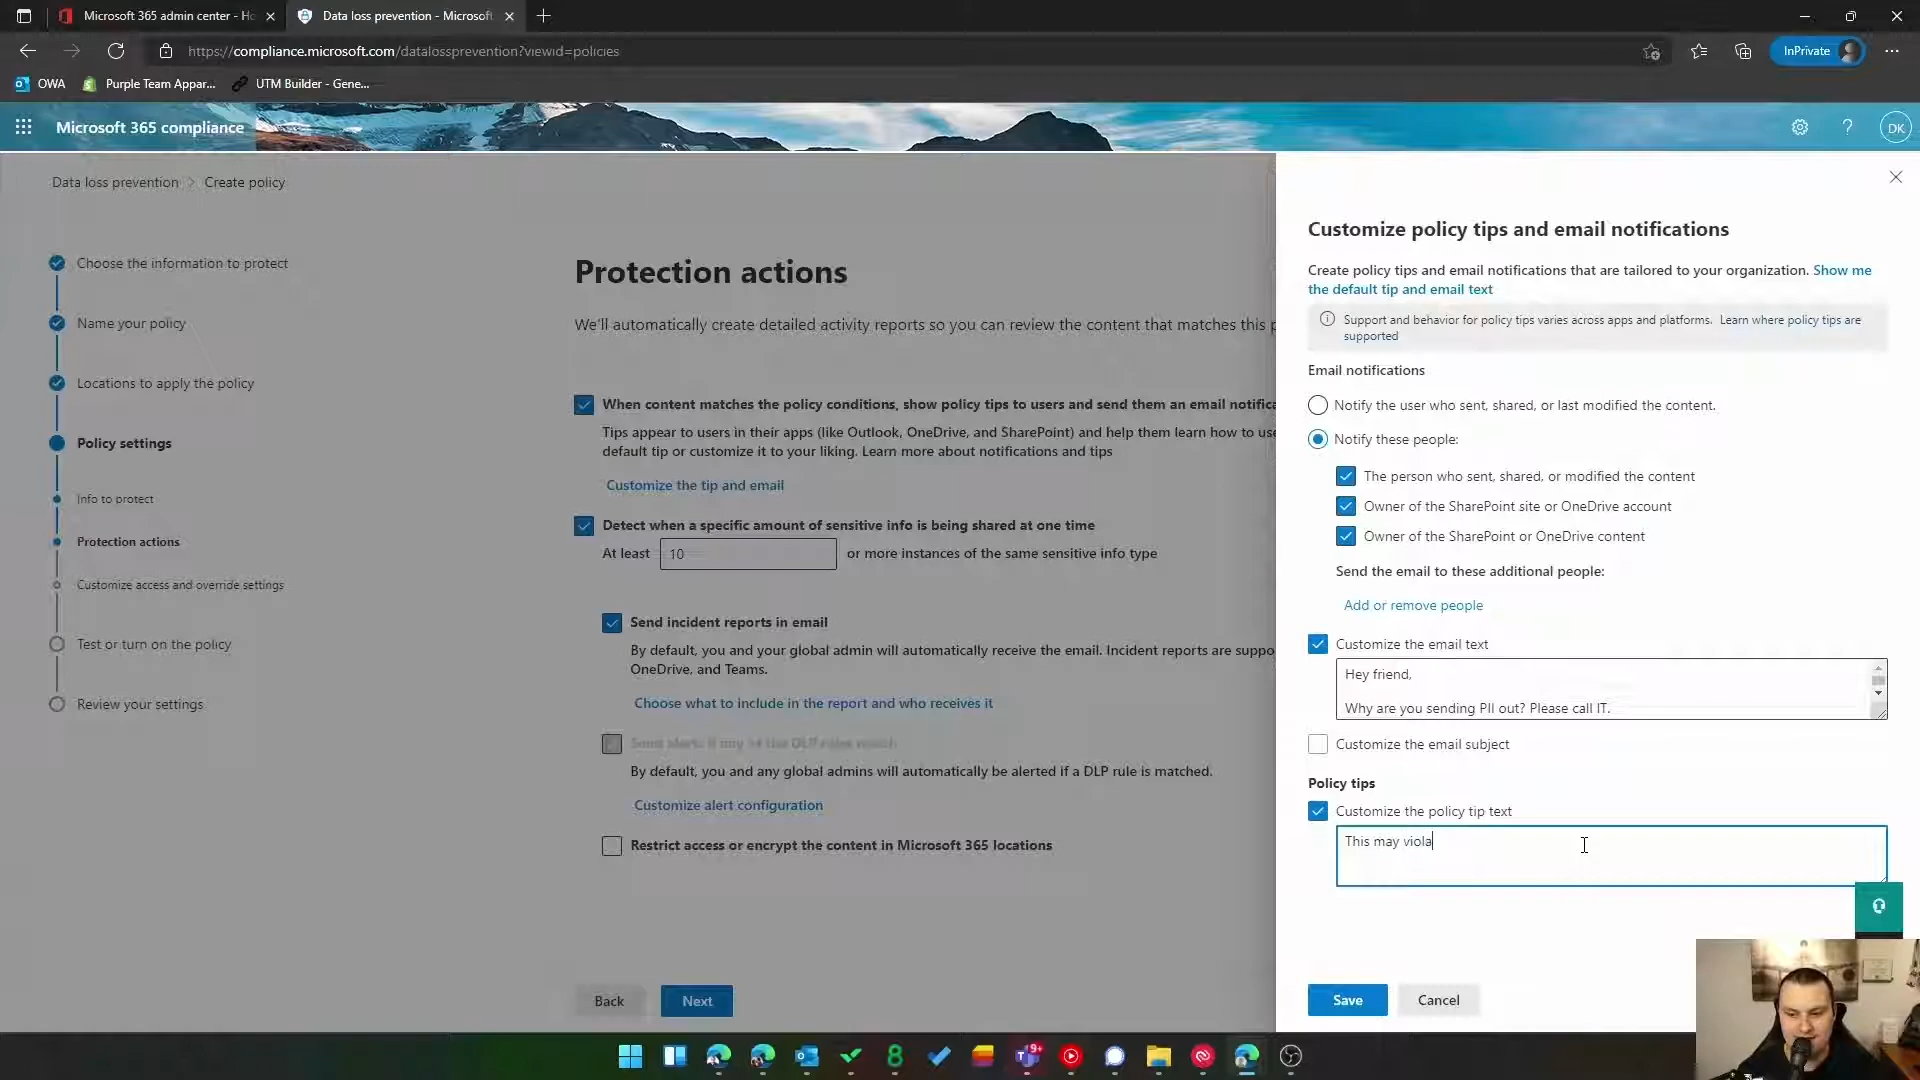 Microsoft 365 admin center - Ho
Data loss prevention - Microsoft
https://compliance.microsoft.com/datalossprevention?viewid=policies
InPrivate
OWA
Purple Team Appar...
UTM Builder - Gene...
Microsoft 365 compliance
DK
Data loss prevention > Create policy
Choose the information to protect
Name your policy
Locations to apply the policy
Policy settings
Info to protect
Protection actions
Customize access and override settings
Test or turn on the policy
Review your settings
Protection actions
We'll automatically create detailed activity reports so you can review the content that matches this p
When content matches the policy conditions, show policy tips to users and send them an email notifica
Tips appear to users in their apps (like Outlook, OneDrive, and SharePoint) and help them learn how to use
default tip or customize it to your liking. Learn more about notifications and tips
Customize the tip and email
Detect when a specific amount of sensitive info is being shared at one time
At least 10 or more instances of the same sensitive info type
Send incident reports in email
By default, you and your global admin will automatically receive the email. Incident reports are suppo
OneDrive, and Teams.
Choose what to include in the report and who receives it
Send alerts if any of the DLP rules match
By default, you and any global admins will automatically be alerted if a DLP rule is matched.
Customize alert configuration
Restrict access or encrypt the content in Microsoft 365 locations
Back
Next
Customize policy tips and email notifications
Create policy tips and email notifications that are tailored to your organization. Show me
the default tip and email text
Support and behavior for policy tips varies across apps and platforms. Learn where policy tips are
supported
Email notifications
Notify the user who sent, shared, or last modified the content.
Notify these people:
The person who sent, shared, or modified the content
Owner of the SharePoint site or OneDrive account
Owner of the SharePoint or OneDrive content
Send the email to these additional people:
Add or remove people
Customize the email text
Hey friend,
Why are you sending PII out? Please call IT.
Customize the email subject
Policy tips
Customize the policy tip text
This may viola
Save
Cancel
9+